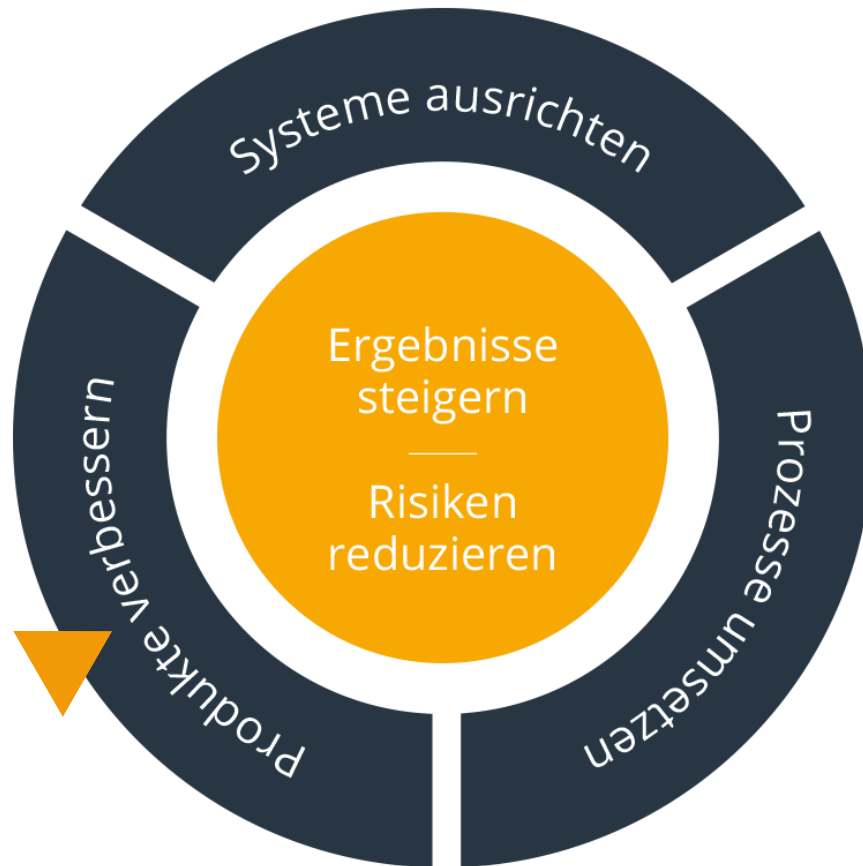 Systeme ausrichten
Ergebnisse
steigern
Risiken
reduzieren
Prozesse umsetzen
Produkte verbessern